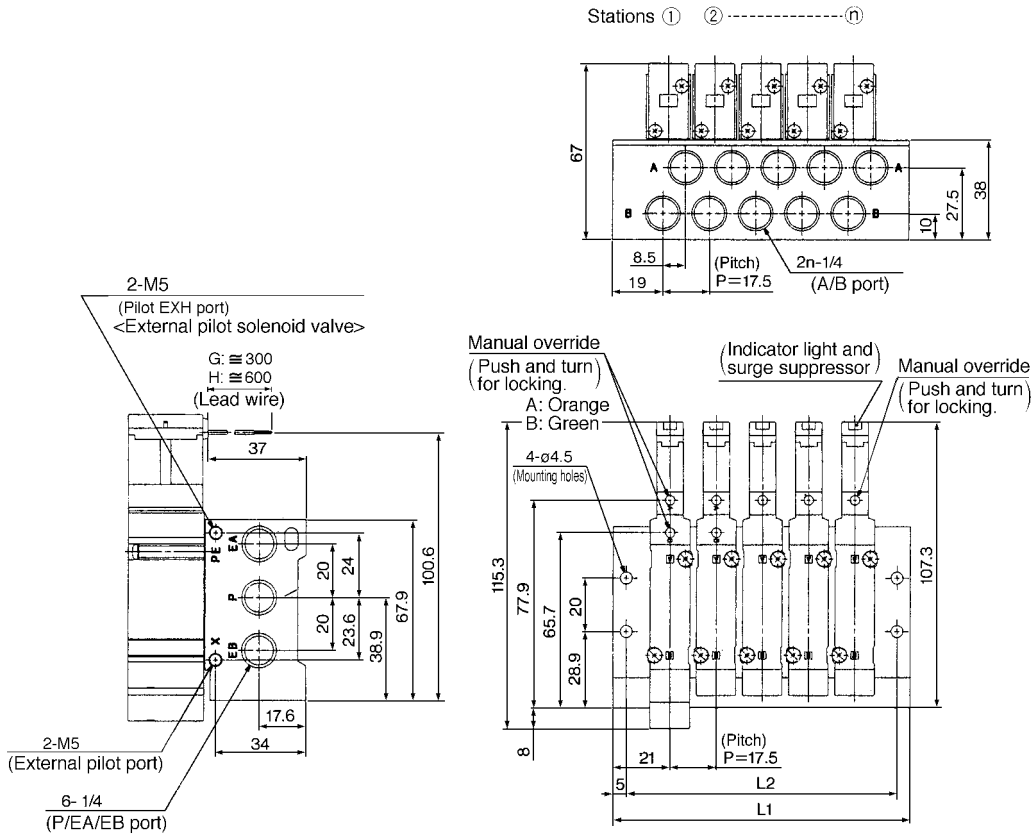 Stations ① ② ---------- ⓝ
67
A
A
B
B
10
27.5
38
8.5
19
(Pitch)
P=17.5
2n-1/4
(A/B port)
2-M5
(Pilot EXH port)
<External pilot solenoid valve>
G: ≅300
H: ≅600
(Lead wire)
37
PE
EA
P
X
EB
20
20
24
23.6
38.9
67.9
100.6
17.6
34
2-M5
(External pilot port)
6- 1/4
(P/EA/EB port)
Manual override
(Push and turn
for locking.)
A: Orange
B: Green
(Indicator light and
surge suppressor)
Manual override
(Push and turn
for locking.)
4-ø4.5
(Mounting holes)
115.3
77.9
65.7
20
28.9
107.3
8
21
(Pitch)
P=17.5
5
L2
L1